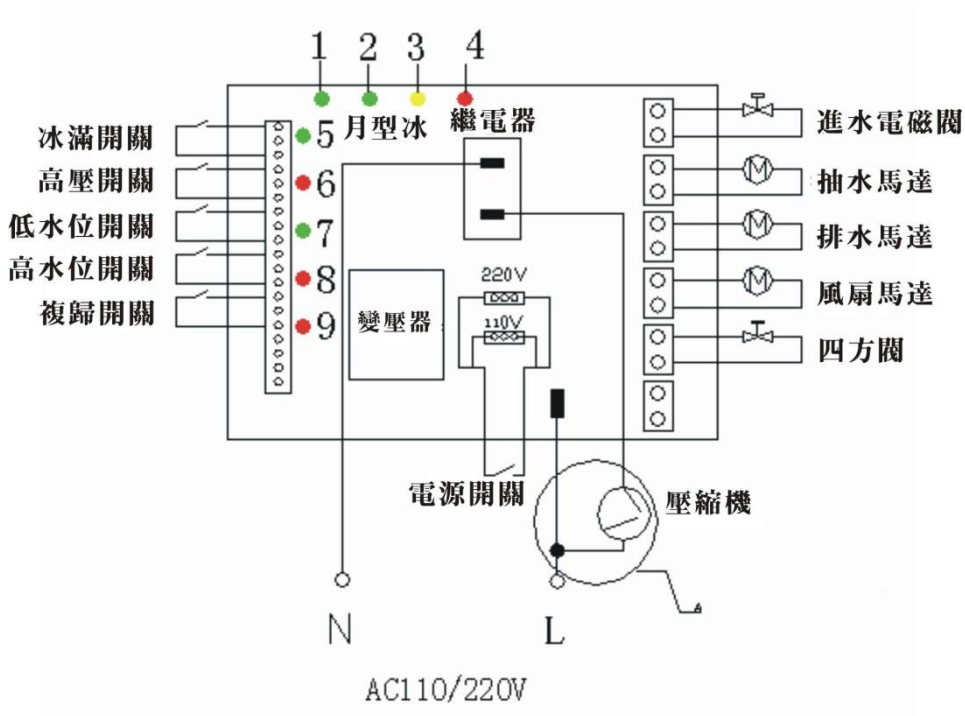 1 2 3 4
月型冰
繼電器
冰滿開關
高壓開關
低水位開關
高水位開關
複歸開關
5
6
7
8
9
變壓器
220V
110V
進水電磁閥
抽水馬達
排水馬達
風扇馬達
四方閥
電源開關
壓縮機
N
L
AC110/220V